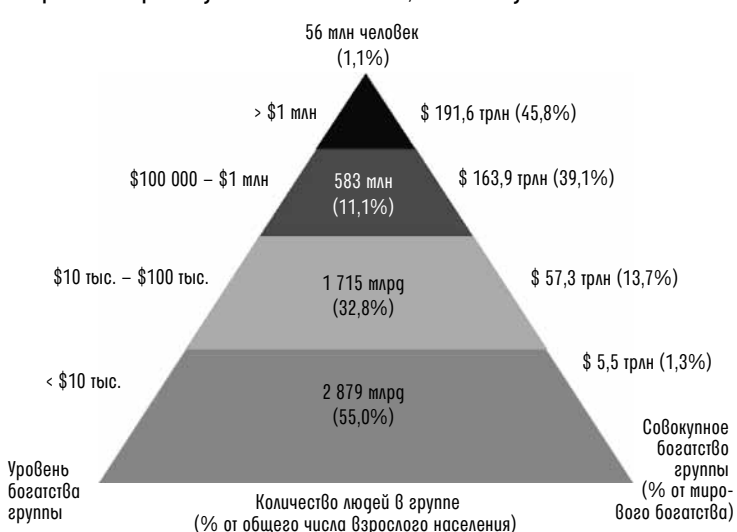 56 млн человек
(1,1%)
> $1 млн
$ 191,6 трлн (45,8%)
$100 000 – $1 млн
583 млн
(11,1%)
$ 163,9 трлн (39,1%)
$10 тыс. – $100 тыс.
1 715 млрд
(32,8%)
$ 57,3 трлн (13,7%)
< $10 тыс.
2 879 млрд
(55,0%)
$ 5,5 трлн (1,3%)
Уровень
богатства
группы
Количество людей в группе
(% от общего числа взрослого населения)
Совокупное
богатство
группы
(% от миро-
вого богатства)